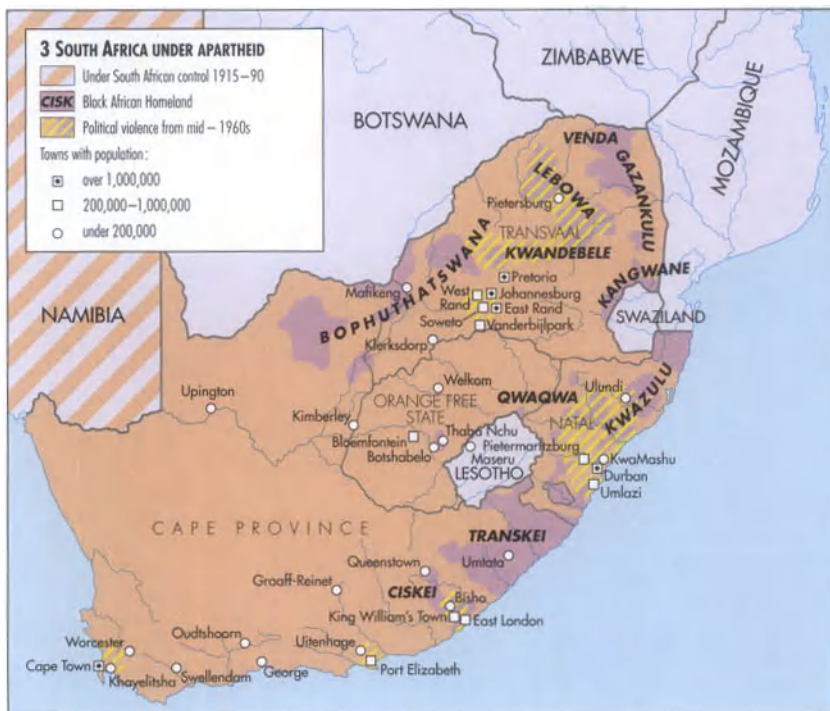 3 SOUTH AFRICA UNDER APARTHEID
Under South African control 1915–90
CISK Black African Homeland
Political violence from mid – 1960s
Towns with population:
over 1,000,000
200,000–1,000,000
under 200,000
ZIMBABWE
MOZAMBIQUE
BOTSWANA
VENDA
GAZANKULU
LEBOWA
Pietersburg
TRANSVAAL
KWANDEBELE
BOPHUTHATSWANA
Pretoria
KANGWANE
Mafikeng
West
Rand
Johannesburg
East Rand
NAMIBIA
SWAZILAND
Soweto
Vanderbijlpark
Klerksdorp
Welkom
QWAQWA
Ulundi
KWAZULU
Upington
ORANGE FREE
STATE
NATAL
Kimberley
Thaba Nchu
Bloemfontein
Pietermaritzburg
Botshabelo
Maseru
KwaMashu
LESOTHO
Durban
Umlazi
CAPE PROVINCE
TRANSKEI
Queenstown
Umtata
Graaff-Reinet
CISKEI
Bisho
King William's Town
East London
Worcester
Oudtshoorn
Uitenhage
Cape Town
Khayelitsha
Swellendam
George
Port Elizabeth